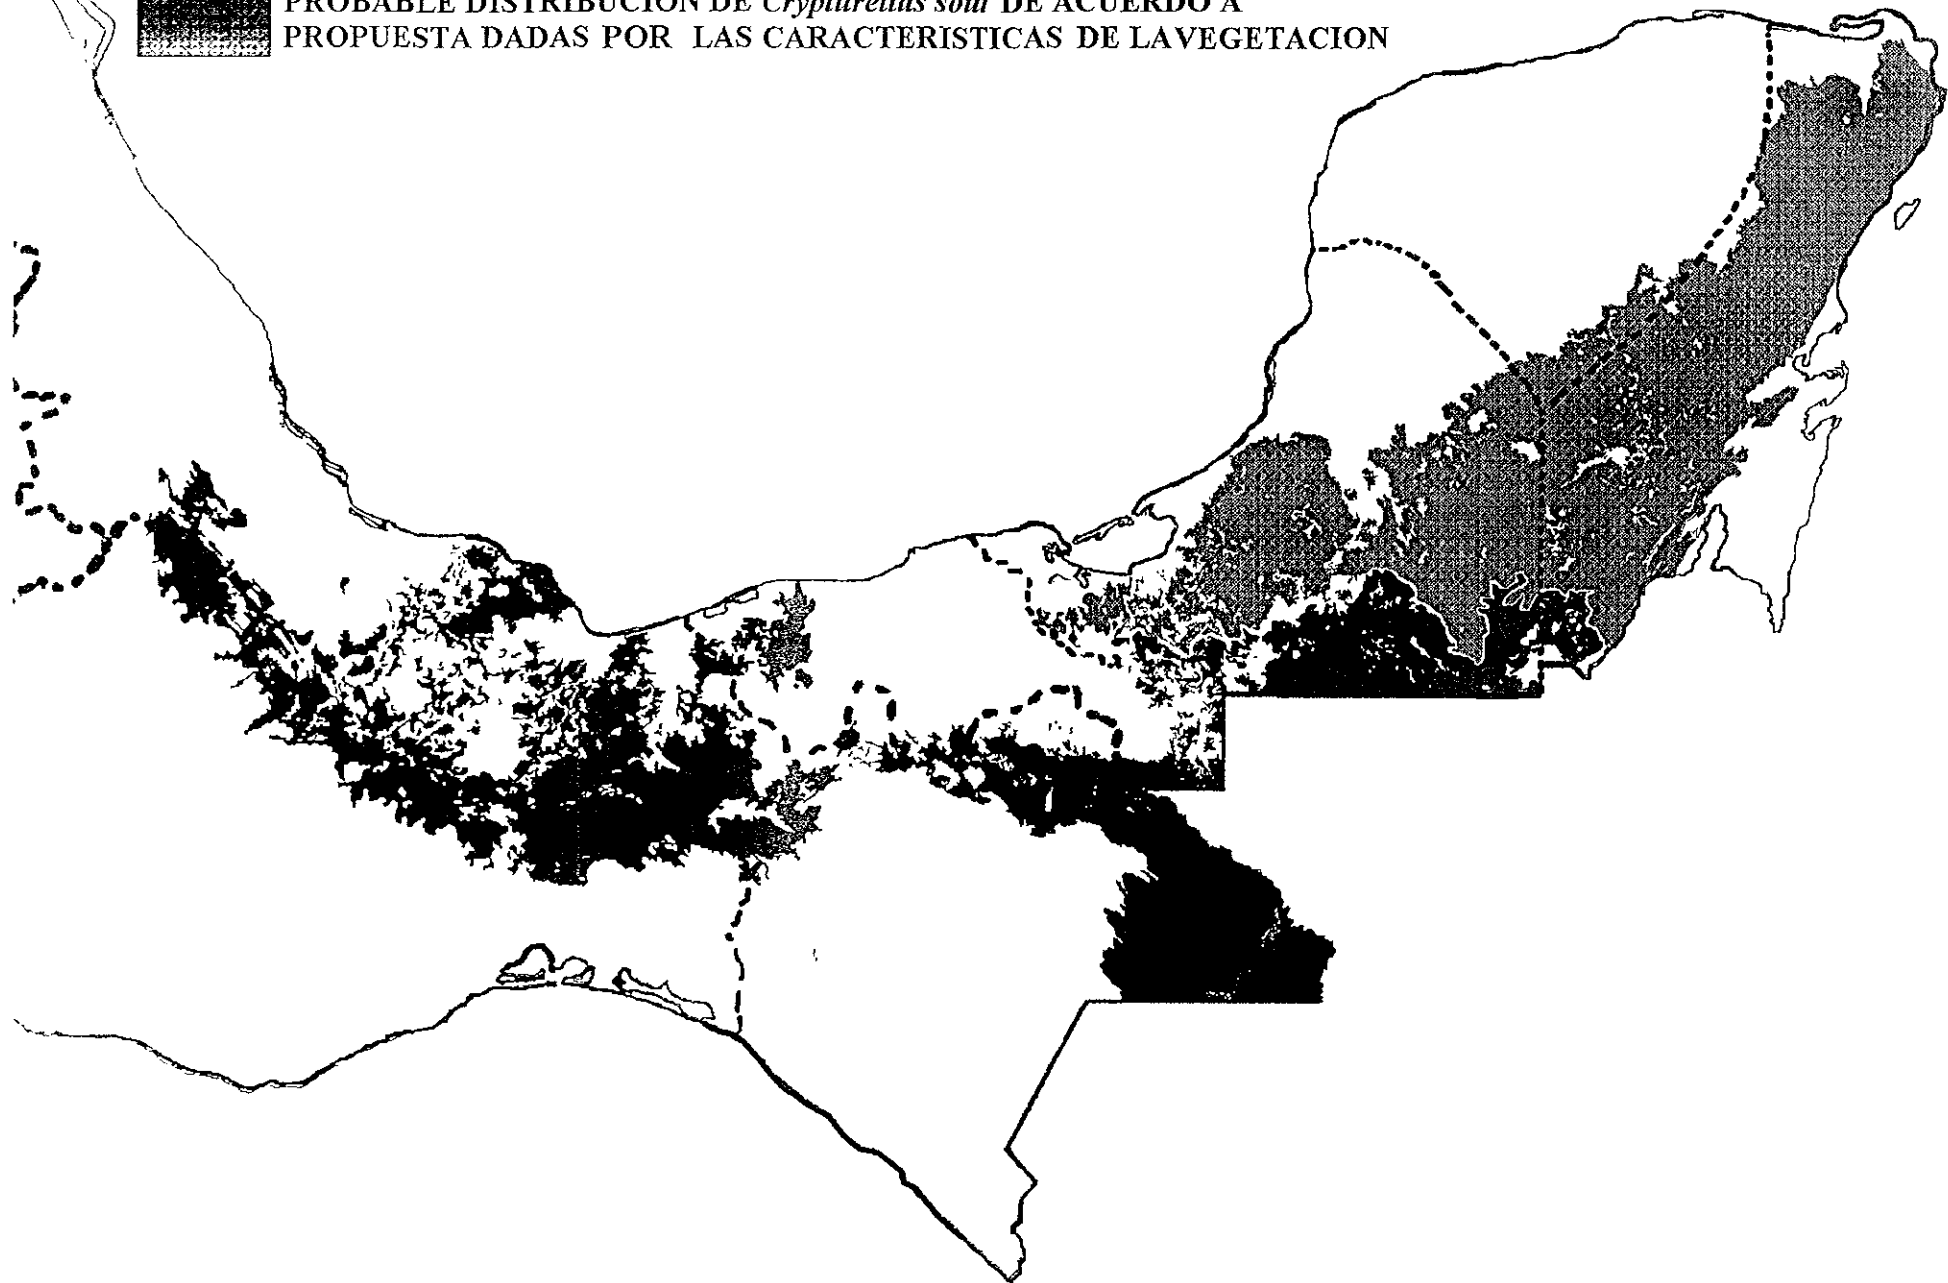 PROBABLE DISTRIBUCION DE Crypturellus soui DE ACUERDO A
PROPUESTA DADAS POR LAS CARACTERISTICAS DE LAVEGETACION